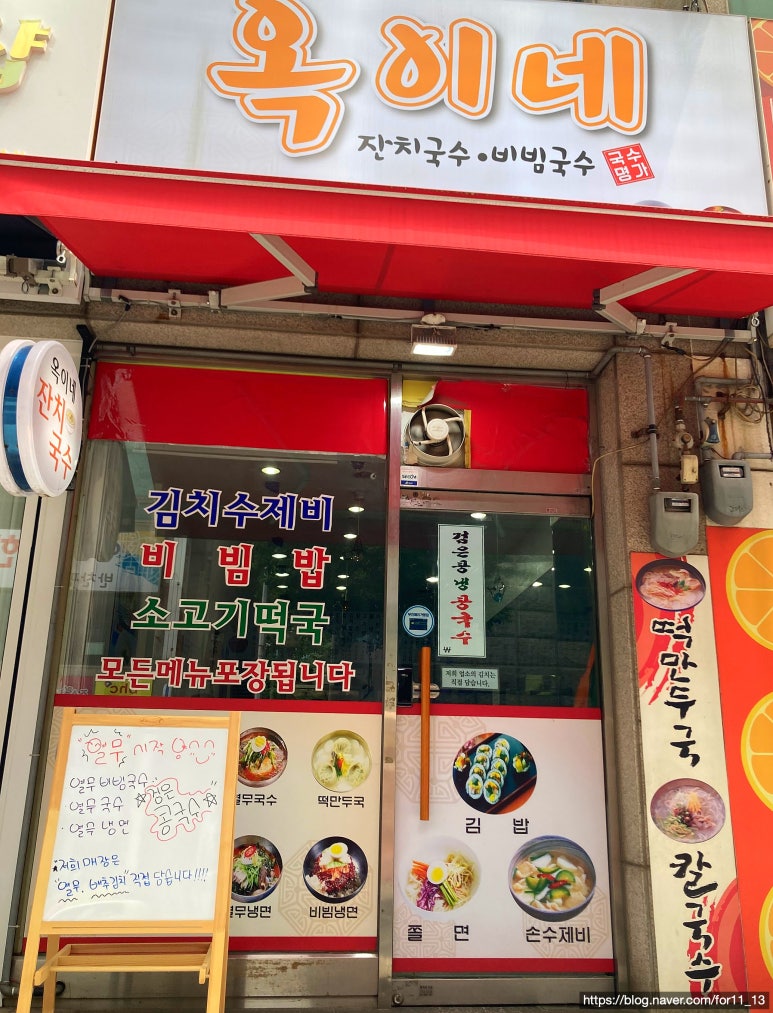 옥이네
잔치국수•비빔국수
국수
명가
옥이네
잔치
국수
김치수제비
비빔밥
소고기떡국
모든메뉴포장됩니다
검은콩냉콩국수
₩
저희 업소의 김치는
직접 담습니다.
"열무" 시작
열무 비빔국수
열무 국수
· 열무 냉면
검은
콩국수
저희 매장은
"열무, 배추김치" 직접 담습니다!!!!
열무국수
떡만두국
열무냉면
비빔냉면
김 밥
쫄 면
손수제비
떡만두국
칼국수
https://blog.naver.com/for11_13